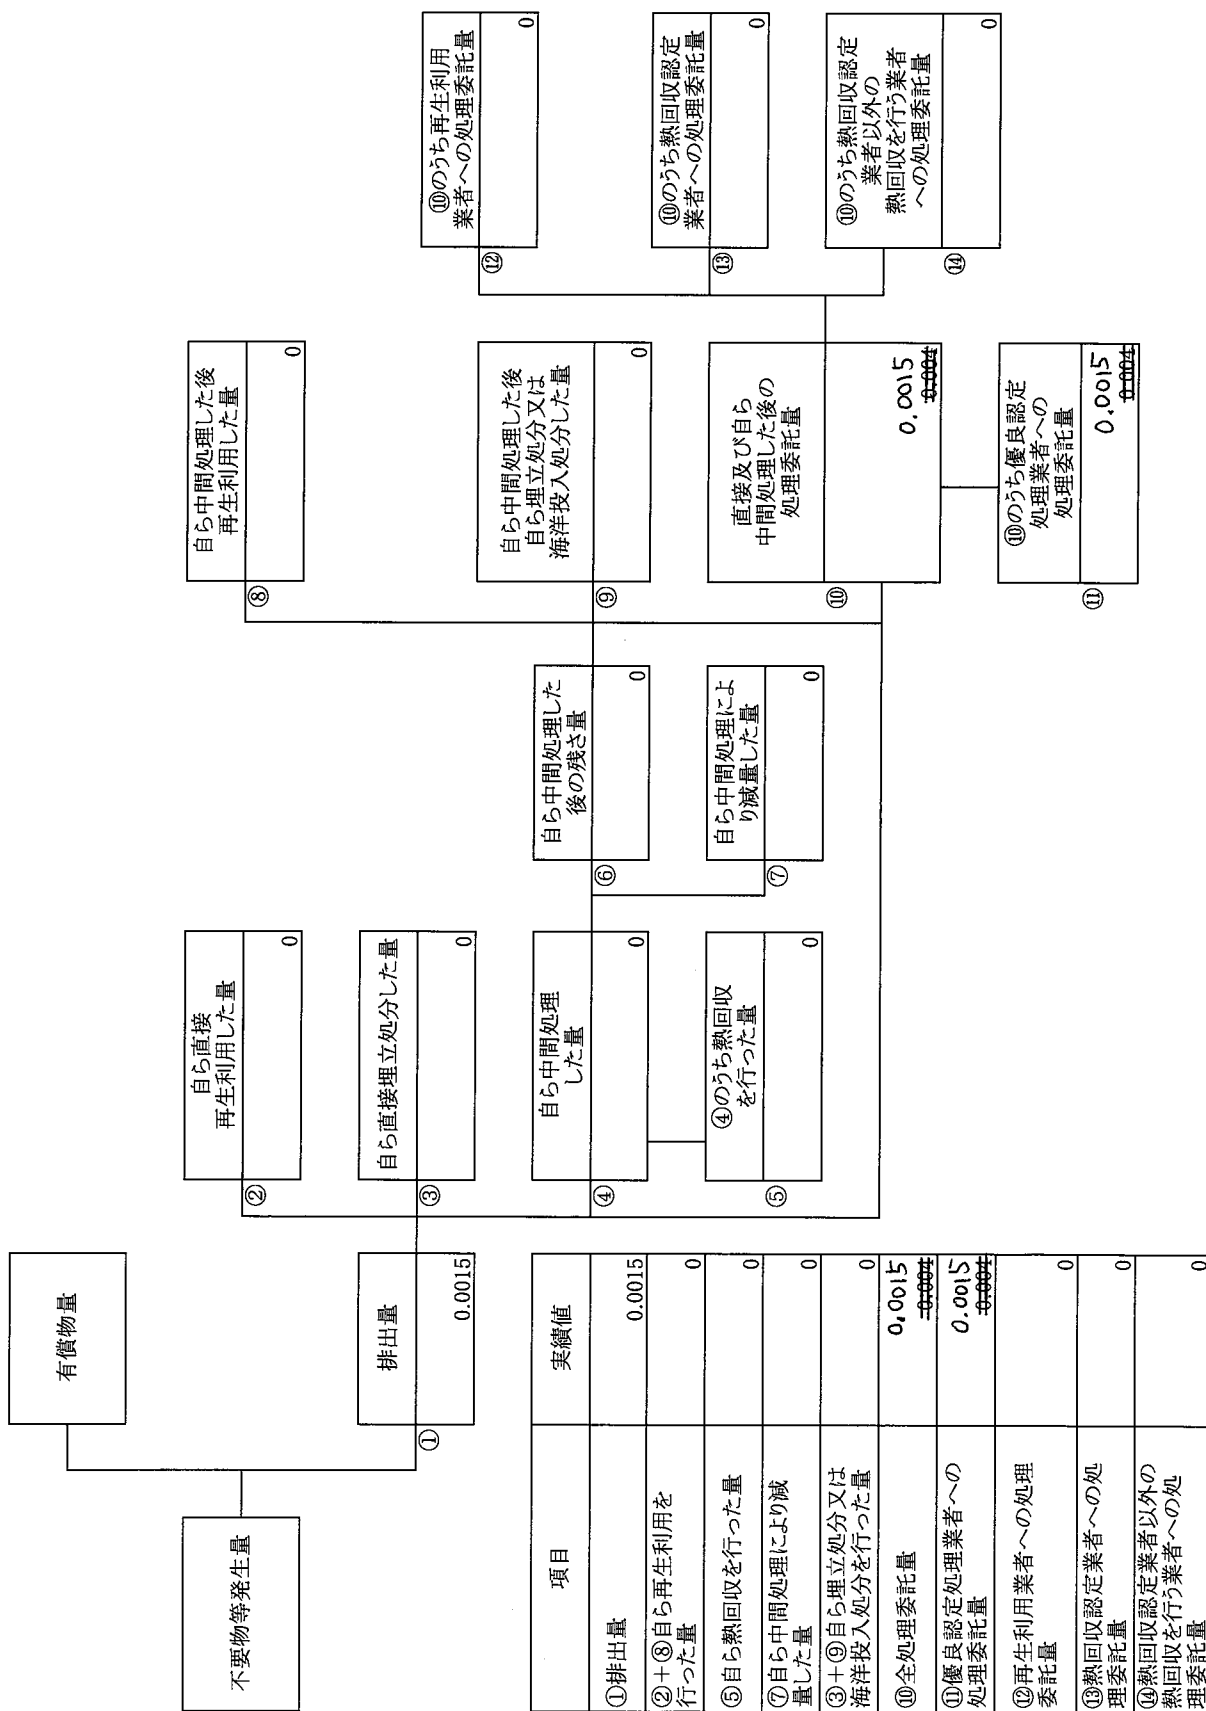 不要物等発生量
有償物量
①
排出量
0.0015
②
自ら直接
再生利用した量
0
③
自ら直接埋立処分した量
0
④
自ら中間処理
した量
0
⑤
④のうち熱回収
を行った量
0
⑥
自ら中間処理した
後の残さ量
0
⑦
自ら中間処理によ
り減量した量
0
⑧
自ら中間処理した後
再生利用した量
0
⑨
自ら中間処理した後
自ら埋立処分又は
海洋投入処分した量
0
⑩
直接及び自ら
中間処理した後の
処理委託量
0.0015
0.004
⑪
⑩のうち優良認定
処理業者への
処理委託量
0.0015
0.004
⑫
⑩のうち再生利用
業者への処理委託量
0
⑬
⑩のうち熱回収認定
業者への処理委託量
0
⑭
⑩のうち熱回収認定
業者以外の
熱回収を行う業者
への処理委託量
0
項目 実績値
①排出量 0.0015
②+⑧自ら再生利用を
行った量 0
⑤自ら熱回収を行った量 0
⑦自ら中間処理により減
量した量 0
③+⑨自ら埋立処分又は
海洋投入処分を行った量 0
⑩全処理委託量 0.0015
0.004
⑪優良認定処理業者への
処理委託量 0.0015
0.004
⑫再生利用業者への処理
委託量 0
⑬熱回収認定業者への処
理委託量 0
⑭熱回収認定業者以外の
熱回収を行う業者への処
理委託量 0